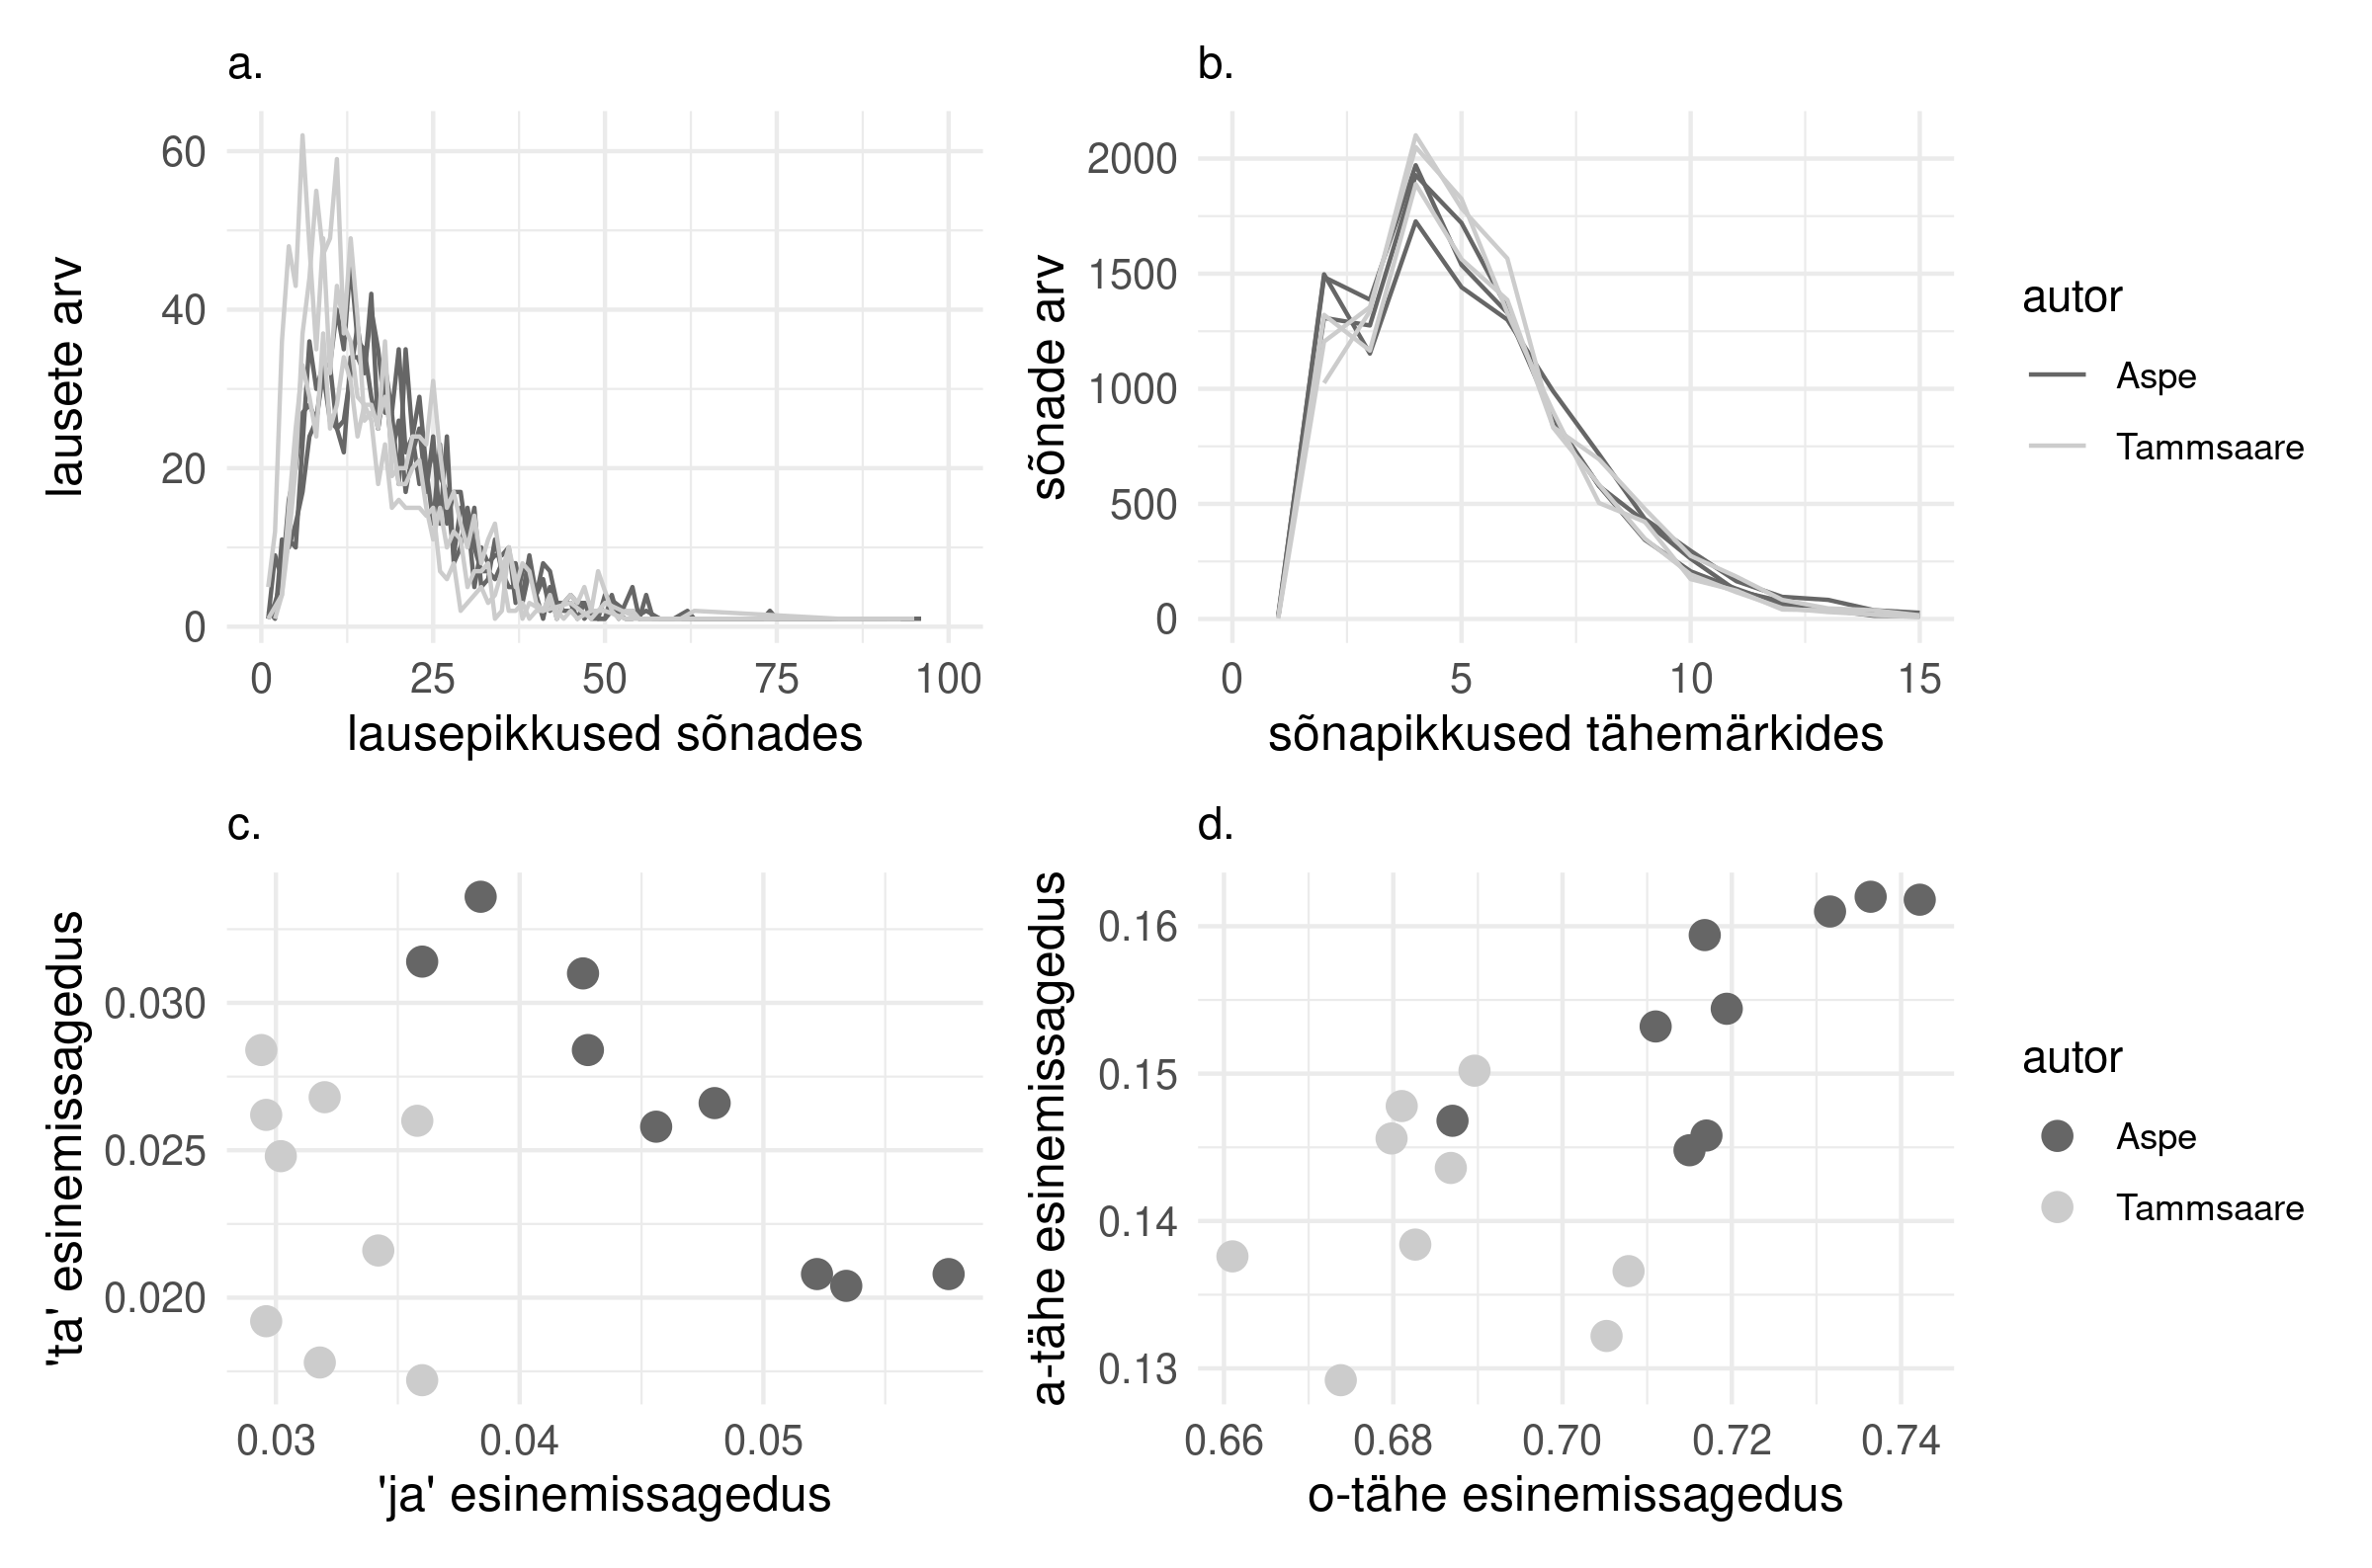 a.
lausete arv
60
40
20
0
0 25 50 75 100
lausepikkused sõnades
b.
sõnade arv
2000
1500
1000
500
0
0 5 10 15
sõnapikkused tähemärkides
autor
Aspe
Tammsaare
c.
'ta' esinemissagedus
0.030
0.025
0.020
0.03 0.04 0.05
'ja' esinemissagedus
d.
a-tähe esinemissagedus
0.16
0.15
0.14
0.13
0.66 0.68 0.70 0.72 0.74
o-tähe esinemissagedus
autor
Aspe
Tammsaare